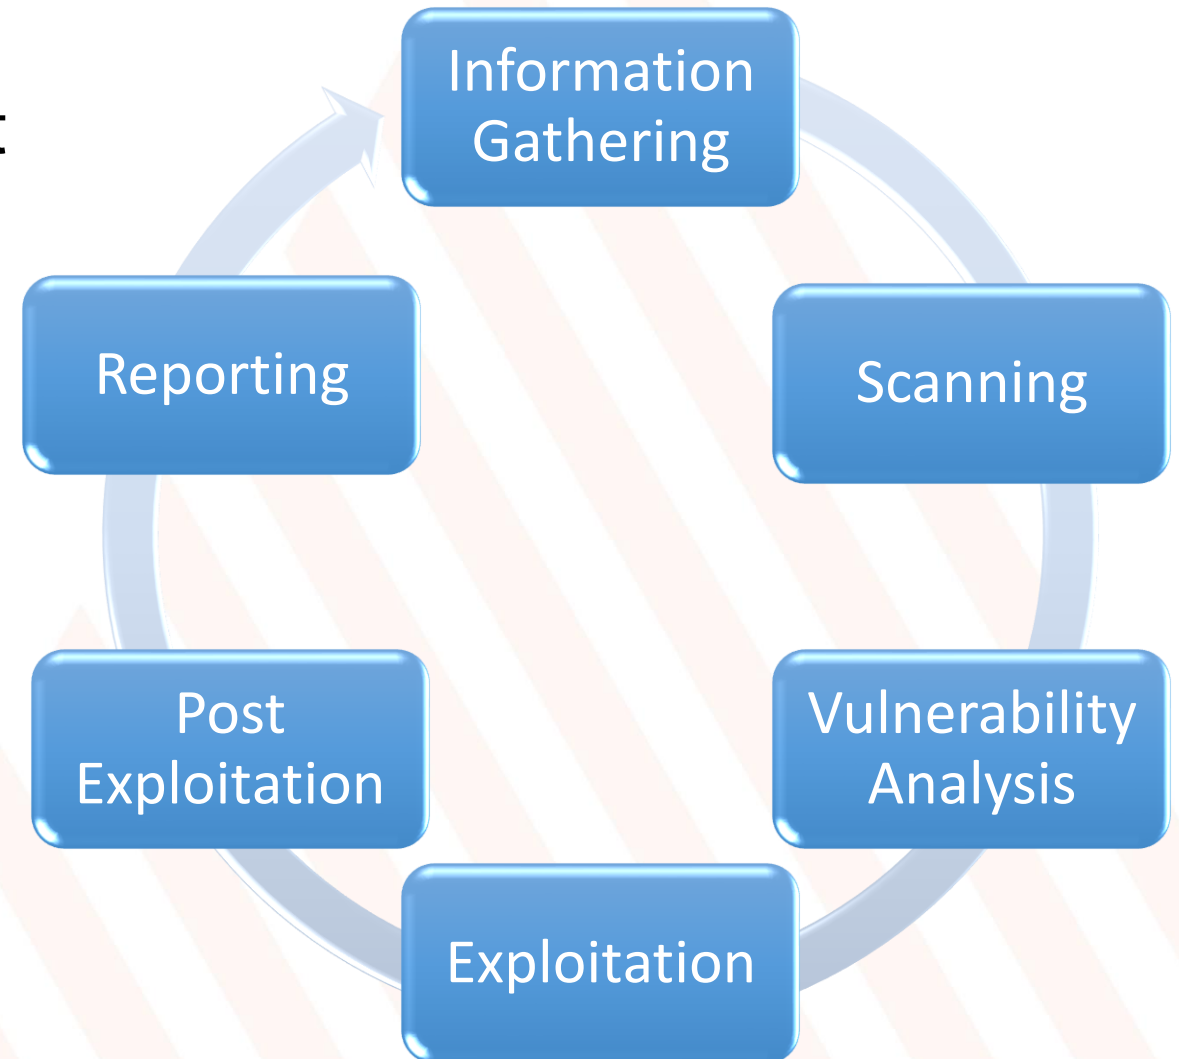 t
Information
Gathering
Scanning
Vulnerability
Analysis
Exploitation
Post
Exploitation
Reporting